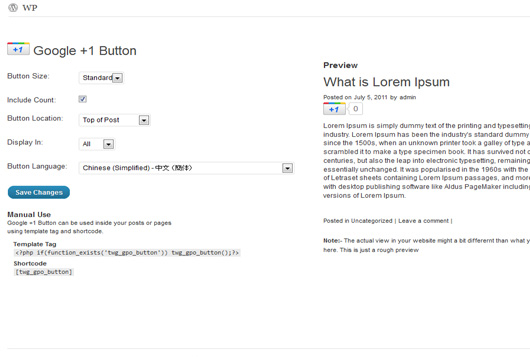 WP
+1 Google +1 Button
Button Size: Standard
Include Count:
Button Location: Top of Post
Display In: All
Button Language: Chinese (Simplified) - 中文 (簡体)
Save Changes
Manual Use
Google +1 Button can be used inside your posts or pages
using template tag and shortcode.
Template Tag
<?php if(function_exists('twg_gpo_button')) twg_gpo_button();?>
Shortcode
[twg_gpo_button]
Preview
What is Lorem Ipsum
Posted on July 5, 2011 by admin
+1 0
Lorem Ipsum is simply dummy text of the printing and typesetting
industry. Lorem Ipsum has been the industry's standard dummy
since the 1500s, when an unknown printer took a galley of type a
scrambled it to make a type specimen book. It has survived not o
centuries, but also the leap into electronic typesetting, remaining
essentially unchanged. It was popularised in the 1960s with the
of Letraset sheets containing Lorem Ipsum passages, and more
with desktop publishing software like Aldus PageMaker including
versions of Lorem Ipsum.
Posted in Uncategorized | Leave a comment |
Note:- The actual view in your website might a bit different than what y
here. This is just a rough preview